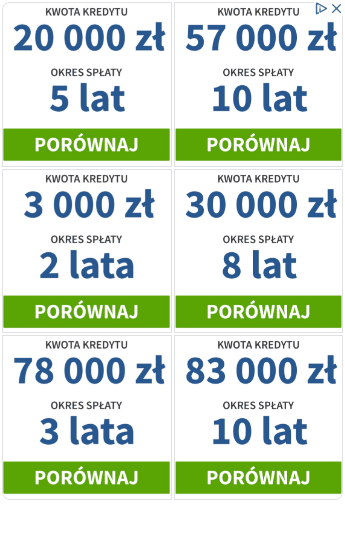 KWOTA KREDYTU
20 000 zł
OKRES SPŁATY
5 lat
PORÓWNAJ
KWOTA KREDYTU
57 000 zł
OKRES SPŁATY
10 lat
PORÓWNAJ
KWOTA KREDYTU
3 000 zł
OKRES SPŁATY
2 lata
PORÓWNAJ
KWOTA KREDYTU
30 000 zł
OKRES SPŁATY
8 lat
PORÓWNAJ
KWOTA KREDYTU
78 000 zł
OKRES SPŁATY
3 lata
PORÓWNAJ
KWOTA KREDYTU
83 000 zł
OKRES SPŁATY
10 lat
PORÓWNAJ